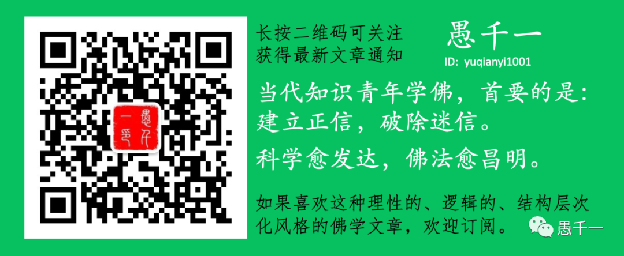 长按二维码可关注
获得最新文章通知
愚千一
ID: yuqianyi1001
当代知识青年学佛，首要的是：
建立正信，破除迷信。
科学愈发达，佛法愈昌明。
如果喜欢这种理性的、逻辑的、结构层次
化风格的佛学文章，欢迎订阅。
愚千一
愚千
一印